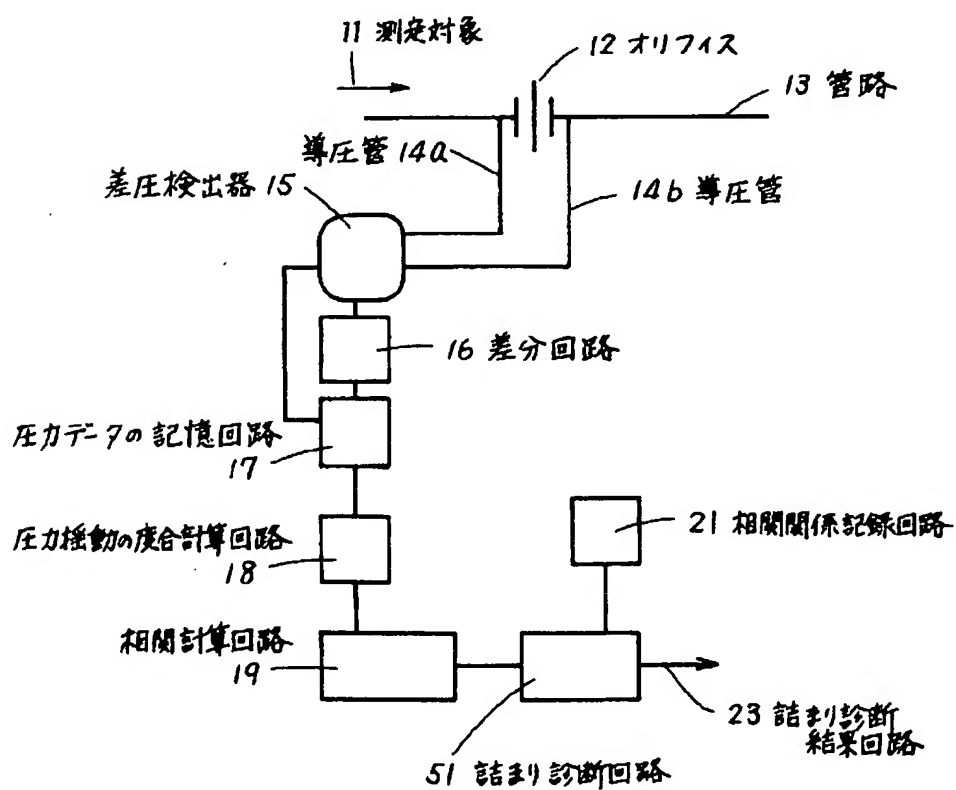 11 測定対象
12 オリフィス
13 管路
導圧管 14a
差圧検出器 15
14b 導圧管
16 差分回路
圧力データの記憶回路
17
圧力揺動の度合計算回路
18
21 相関関係記録回路
相関計算回路
19
23 詰まり診断
結果回路
51 詰まり診断回路